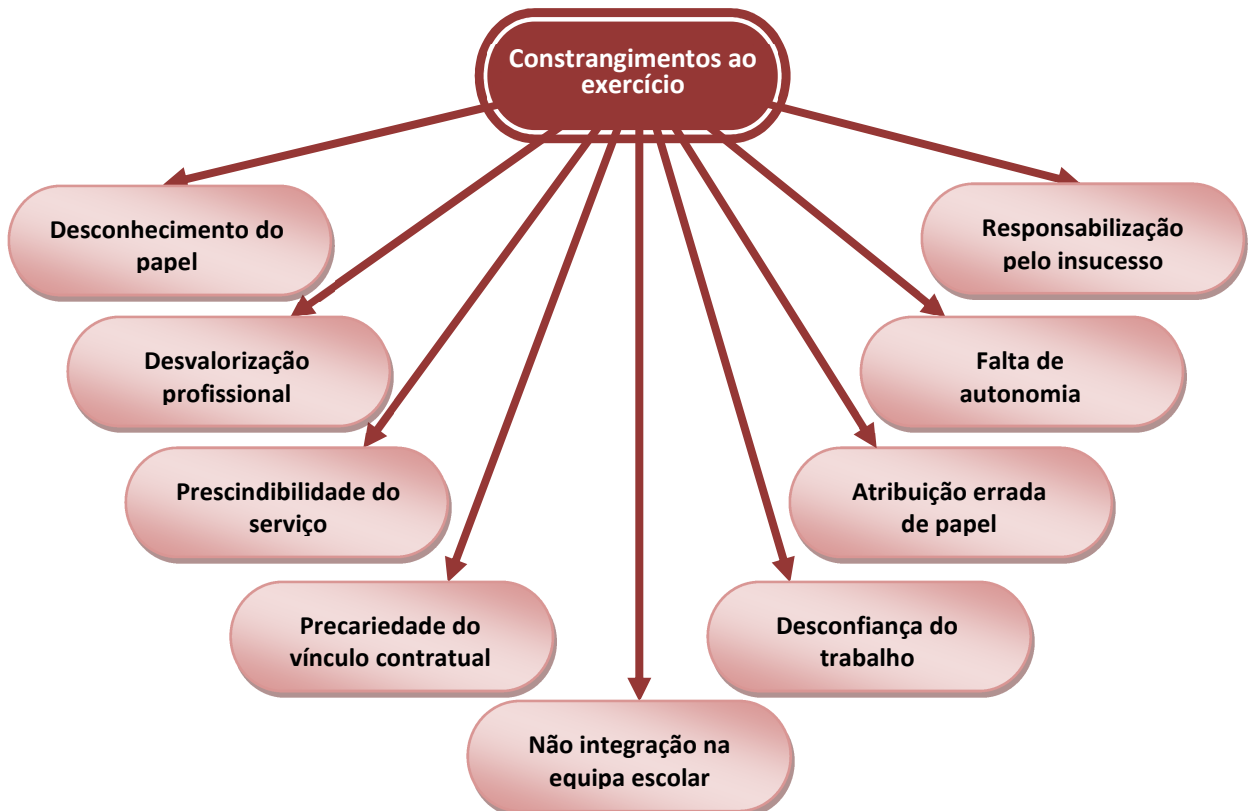 Constrangimentos ao
exercício
Desconhecimento do
papel
Responsabilização
pelo insucesso
Desvalorização
profissional
Falta de
autonomia
Prescindibilidade do
serviço
Atribuição errada
de papel
Precariedade do
vínculo contratual
Desconfiança do
trabalho
Não integração na
equipa escolar